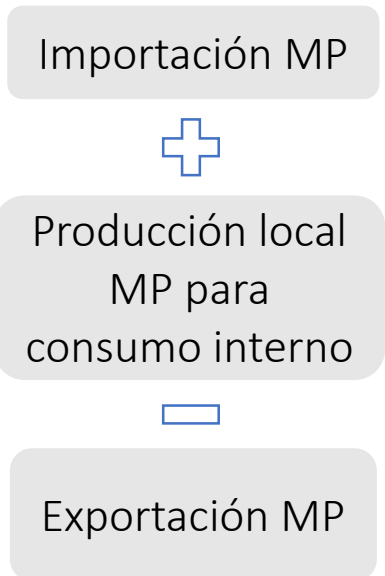 Importación MP
Producción local
MP para
consumo interno
Exportación MP